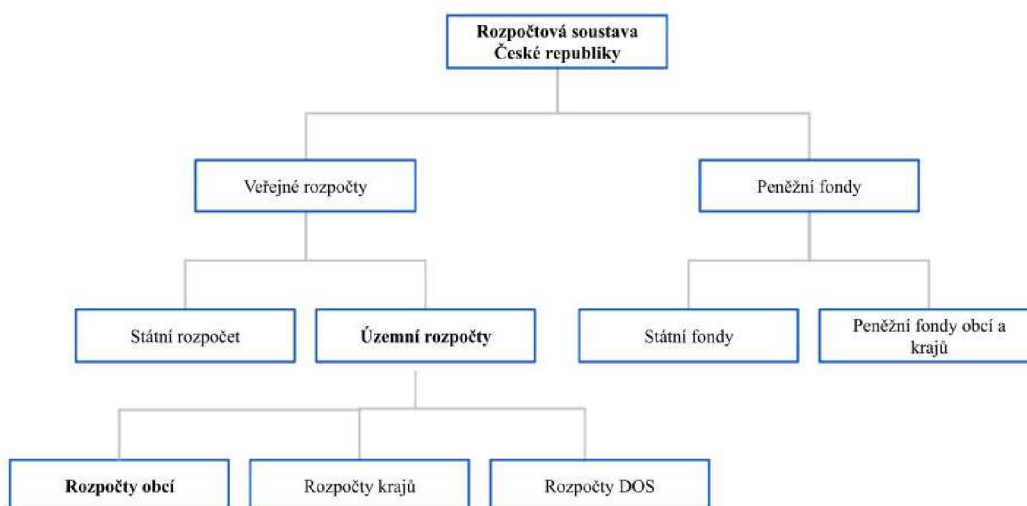 Rozpočtová soustava
České republiky
Veřejné rozpočty
Peněžní fondy
Státní rozpočet
Územní rozpočty
Státní fondy
Peněžní fondy obcí a
krajů
Rozpočty obcí
Rozpočty krajů
Rozpočty DOS